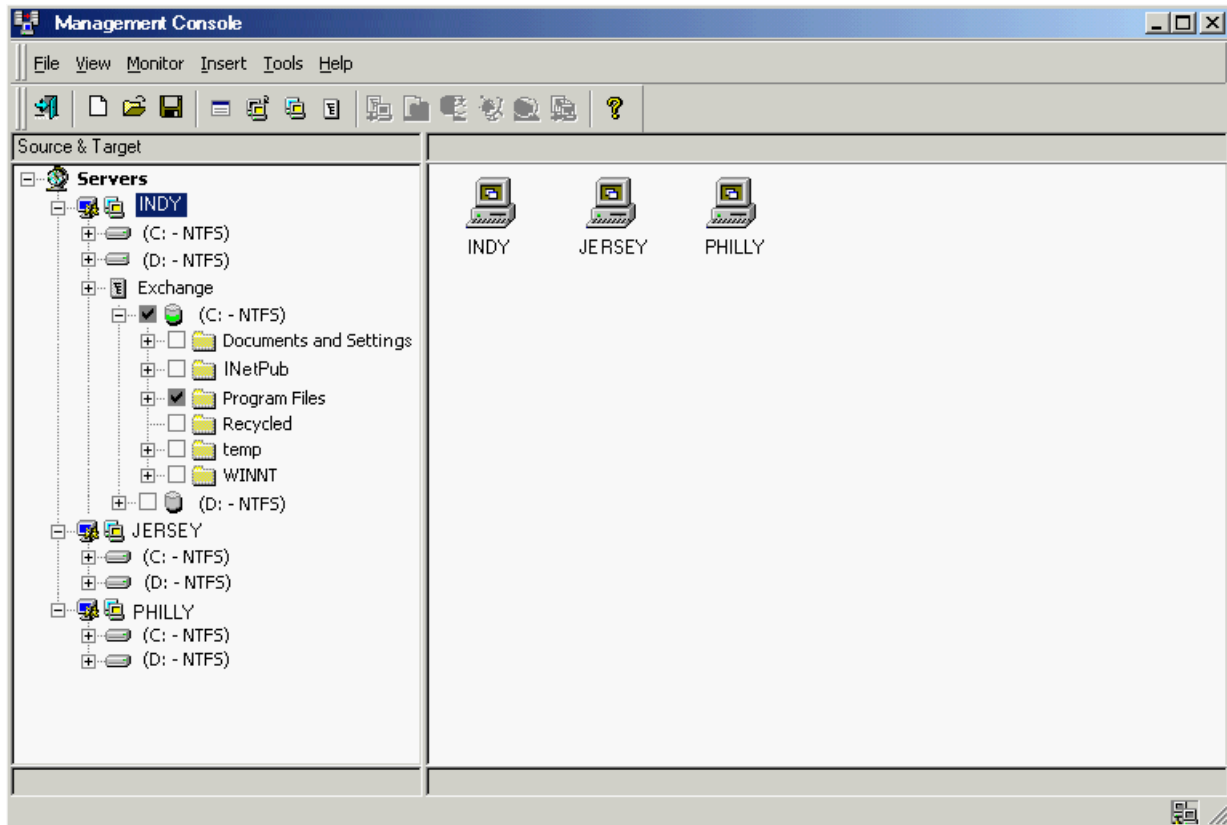 Management Console
File View Monitor Insert Tools Help
Source & Target
Servers
INDY
(C: - NTFS)
(D: - NTFS)
Exchange
(C: - NTFS)
Documents and Settings
INetPub
Program Files
Recycled
temp
WINNT
(D: - NTFS)
JERSEY
(C: - NTFS)
(D: - NTFS)
PHILLY
(C: - NTFS)
(D: - NTFS)
INDY JERSEY PHILLY